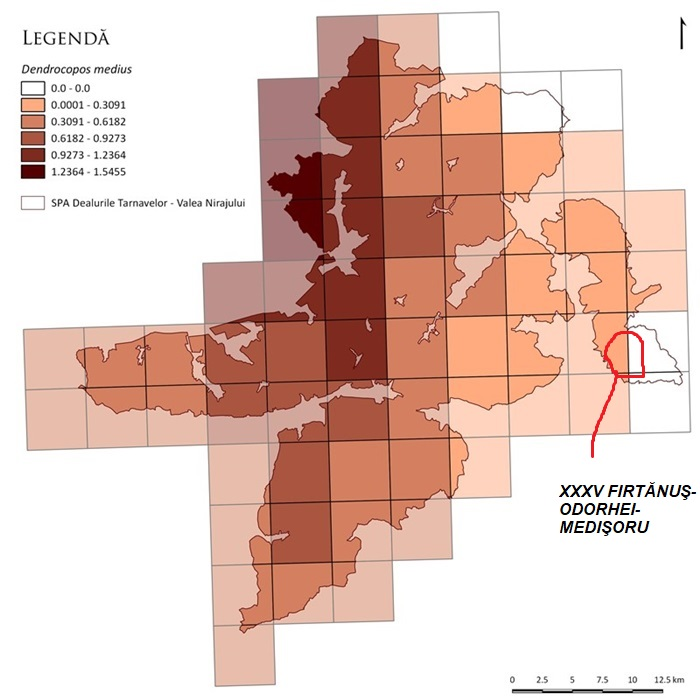 LEGENDĂ
Dendrocopos medius
0.0 - 0.0
0.0001 - 0.3091
0.3091 - 0.6182
0.6182 - 0.9273
0.9273 - 1.2364
1.2364 - 1.5455
SPA Dealurile Tarnavelor - Valea Nirajului
XXXV FIRTĂNUŞ-
ODORHEI-
MEDIŞORU
0 2.5 5 7.5 10 12.5 km